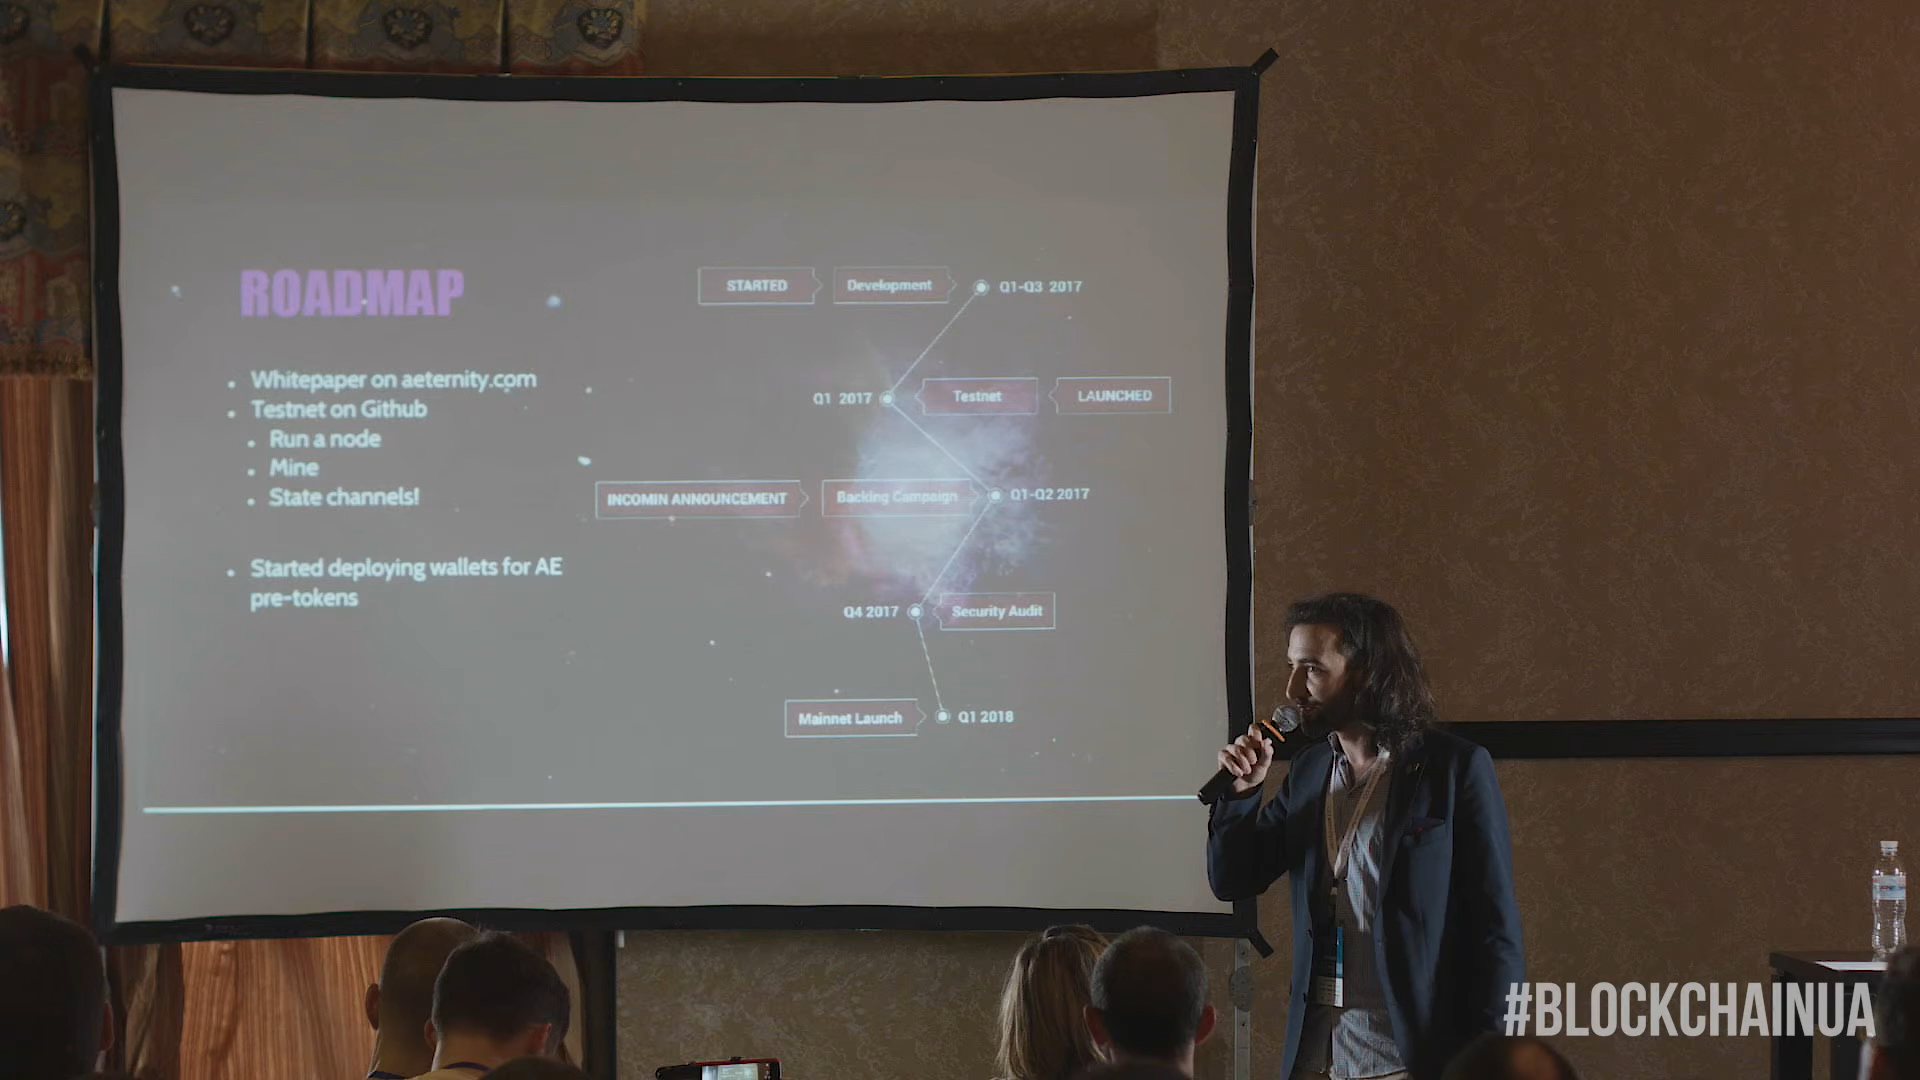 ROADMAP
Whitepaper on aeternity.com
Testnet on Github
Run a node
Mine
State channels!
Started deploying wallets for AE
pre-tokens
STARTED Development Q1-Q3 2017
Q1 2017 Testnet LAUNCHED
INCOMIN ANNOUNCEMENT Backing Campaign Q1-Q2 2017
Q4 2017 Security Audit
Mainnet Launch Q1 2018
#BLOCKCHAINUA